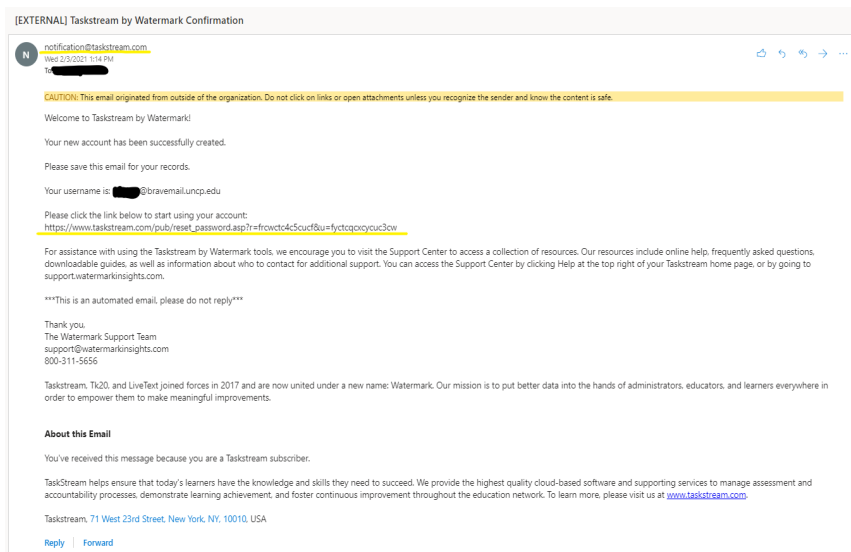 [EXTERNAL] Taskstream by Watermark Confirmation
N
notification@taskstream.com
Wed 2/3/2021 1:14 PM
To
CAUTION: This email originated from outside of the organization. Do not click on links or open attachments unless you recognize the sender and know the content is safe.
Welcome to Taskstream by Watermark!
Your new account has been successfully created.
Please save this email for your records.
Your username is: @bravemail.uncp.edu
Please click the link below to start using your account:
https://www.taskstream.com/pub/reset_password.asp?r=frcwctc4c5cucf&u=fyctcqcxcycuc3cw
For assistance with using the Taskstream by Watermark tools, we encourage you to visit the Support Center to access a collection of resources. Our resources include online help, frequently asked questions,
downloadable guides, as well as information about who to contact for additional support. You can access the Support Center by clicking Help at the top right of your Taskstream home page, or by going to
support.watermarkinsights.com.
***This is an automated email, please do not reply***
Thank you,
The Watermark Support Team
support@watermarkinsights.com
800-311-5656
Taskstream, Tk20, and LiveText joined forces in 2017 and are now united under a new name: Watermark. Our mission is to put better data into the hands of administrators, educators, and learners everywhere in
order to empower them to make meaningful improvements.
About this Email
You've received this message because you are a Taskstream subscriber.
TaskStream helps ensure that today's learners have the knowledge and skills they need to succeed. We provide the highest quality cloud-based software and supporting services to manage assessment and
accountability processes, demonstrate learning achievement, and foster continuous improvement throughout the education network. To learn more, please visit us at www.taskstream.com.
Taskstream, 71 West 23rd Street, New York, NY, 10010, USA
Reply | Forward